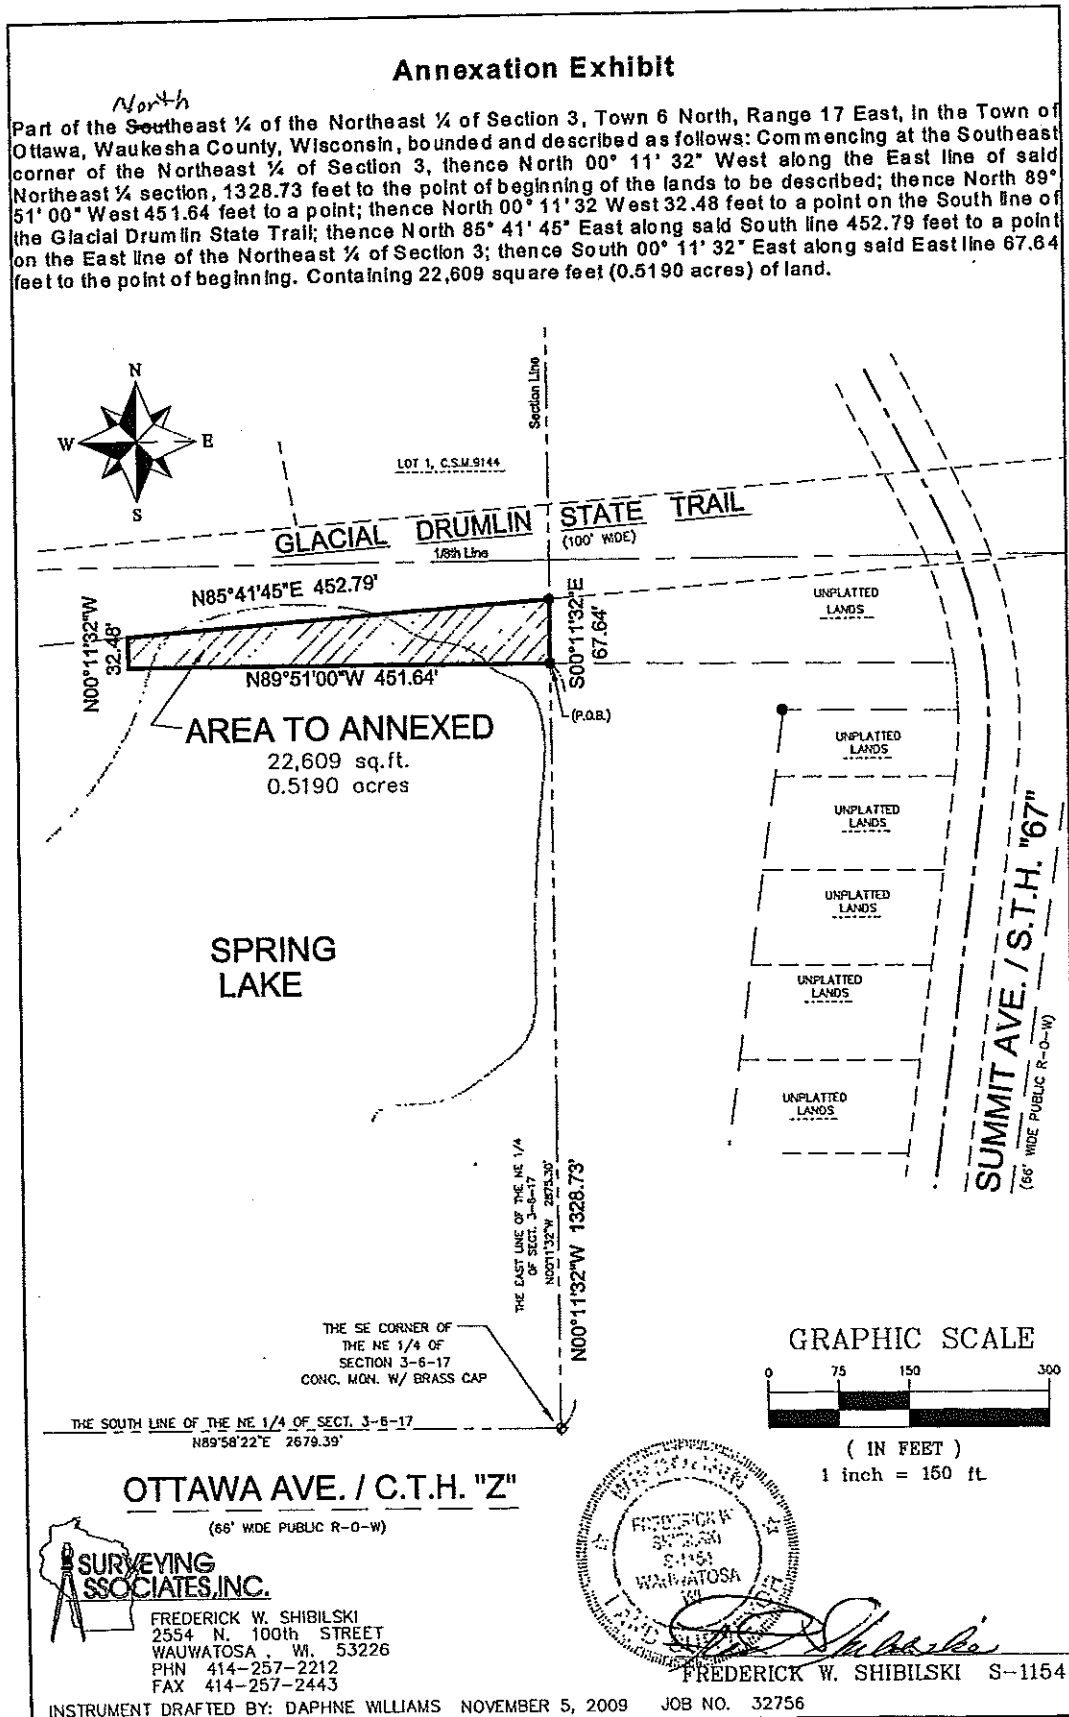 Annexation Exhibit
North
Part of the Southeast ¼ of the Northeast ¼ of Section 3, Town 6 North, Range 17 East, in the Town of
Ottawa, Waukesha County, Wisconsin, bounded and described as follows: Commencing at the Southeast
corner of the Northeast ¼ of Section 3, thence North 00° 11' 32" West along the East line of said
Northeast ¼ section, 1328.73 feet to the point of beginning of the lands to be described; thence North 89°
51' 00" West 451.64 feet to a point; thence North 00° 11' 32 West 32.48 feet to a point on the South line of
the Glacial Drumlin State Trail; thence North 85° 41' 45" East along said South line 452.79 feet to a point
on the East line of the Northeast ¼ of Section 3; thence South 00° 11' 32" East along said East line 67.64
feet to the point of beginning. Containing 22,609 square feet (0.5190 acres) of land.
N
W
E
S
Section Line
LOT 1, C.S.M.9144
GLACIAL DRUMLIN STATE TRAIL
(100' WIDE)
1/8th Line
N85°41'45"E 452.79'
N00°11'32"W
32.48'
S00°11'32"E
67.64'
N89°51'00"W 451.64'
(P.O.B.)
AREA TO ANNEXED
22,609 sq.ft.
0.5190 acres
UNPLATTED
LANDS
UNPLATTED
LANDS
UNPLATTED
LANDS
UNPLATTED
LANDS
UNPLATTED
LANDS
UNPLATTED
LANDS
SUMMIT AVE. / S.T.H. "67"
(66' WIDE PUBLIC R-O-W)
SPRING
LAKE
THE EAST LINE OF THE NE 1/4
OF SECT. 3-6-17
N00°11'32"W 2675.30'
N00°11'32"W 1328.73'
THE SE CORNER OF
THE NE 1/4 OF
SECTION 3-6-17
CONC. MON. W/ BRASS CAP
THE SOUTH LINE OF THE NE 1/4 OF SECT. 3-6-17
N89°58'22"E 2679.39'
OTTAWA AVE. / C.T.H. "Z"
(66' WIDE PUBLIC R-O-W)
GRAPHIC SCALE
0 75 150 300
( IN FEET )
1 inch = 150 ft.
WISCONSIN
FREDERICK W
SHIBILSKI
S-1154
WAUWATOSA
WI
LAND SURVEYOR
SURVEYING
ASSOCIATES,INC.
FREDERICK W. SHIBILSKI
2554 N. 100th STREET
WAUWATOSA , WI. 53226
PHN 414-257-2212
FAX 414-257-2443
FREDERICK W. SHIBILSKI S-1154
INSTRUMENT DRAFTED BY: DAPHNE WILLIAMS NOVEMBER 5, 2009 JOB NO. 32756